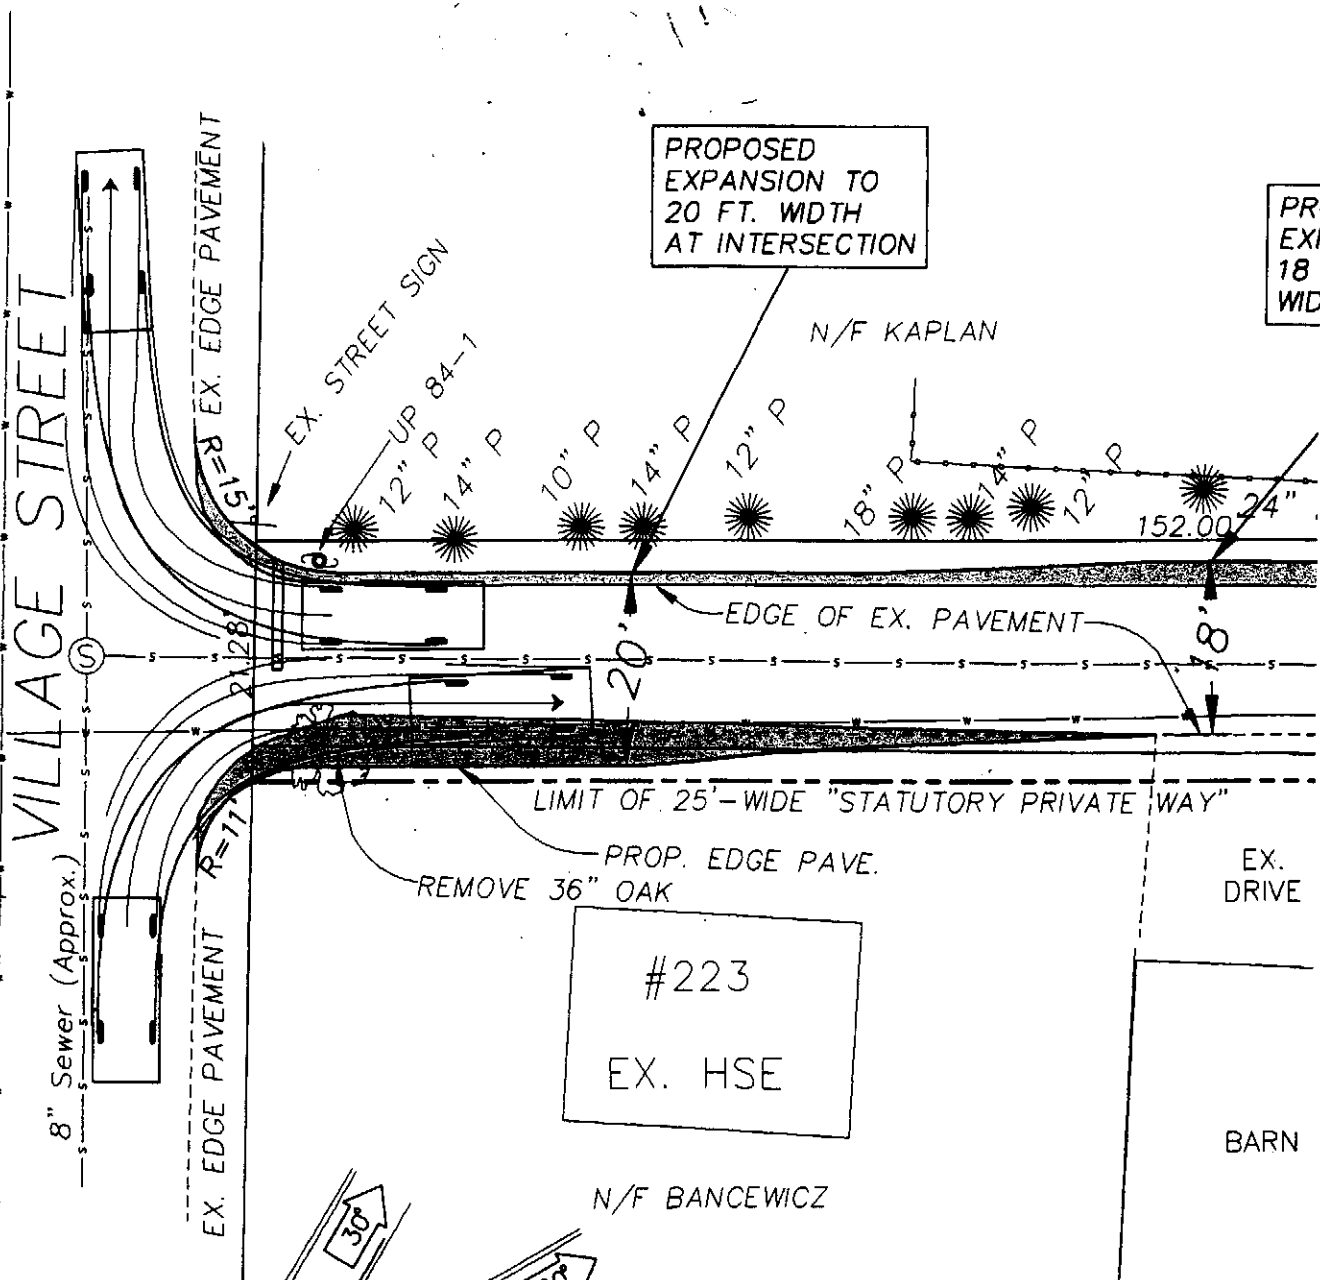 PROPOSED
EXPANSION TO
20 FT. WIDTH
AT INTERSECTION
18
N/F KAPLAN
VILLAGE STREET
EX. EDGE PAVEMENT
R=15'
EX. STREET SIGN
UP 84-1
12" P
14" P
10" P
14" P
12" P
18" P
14" P
12" P
24"
152.00
EDGE OF EX. PAVEMENT
21.28'
20'
18'
S
LIMIT OF 25'-WIDE "STATUTORY PRIVATE WAY"
R=11'
PROP. EDGE PAVE.
REMOVE 36" OAK
8" Sewer (Approx.)
EX. EDGE PAVEMENT
#223
EX. HSE
EX.
DRIVE
BARN
N/F BANCEWICZ
30°